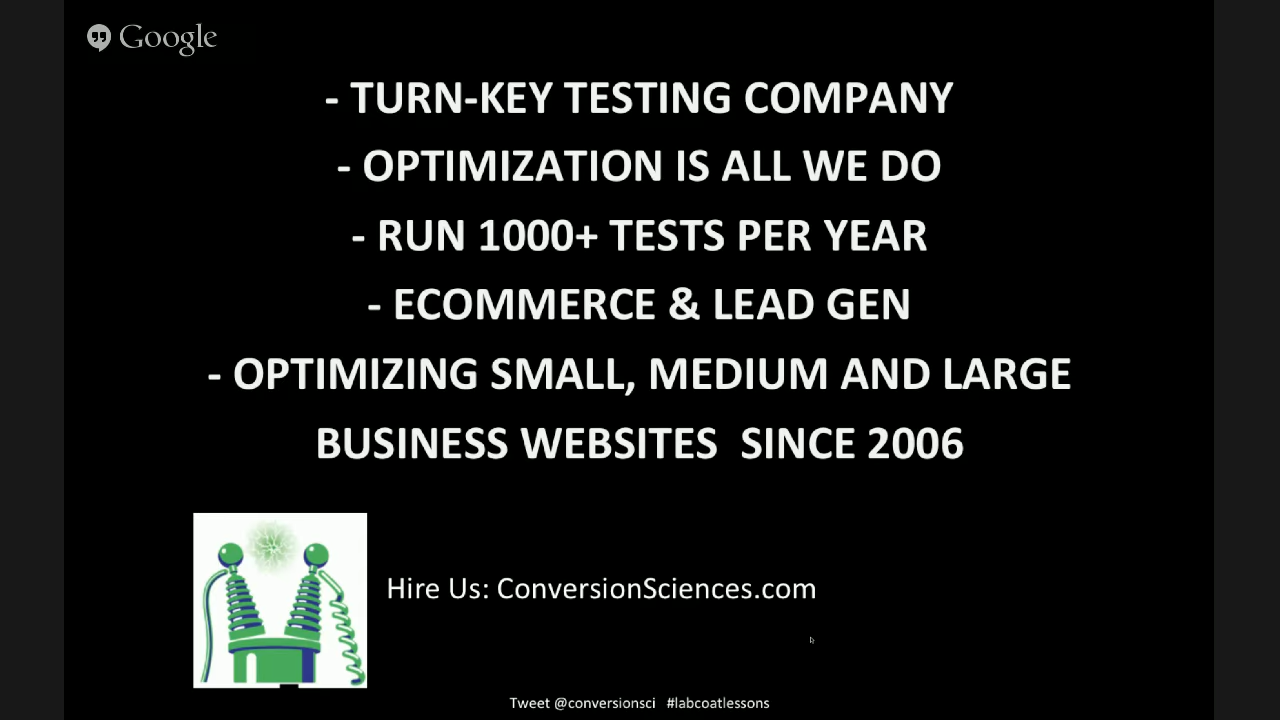 Google
- TURN-KEY TESTING COMPANY
- OPTIMIZATION IS ALL WE DO
- RUN 1000+ TESTS PER YEAR
- ECOMMERCE & LEAD GEN
- OPTIMIZING SMALL, MEDIUM AND LARGE
BUSINESS WEBSITES  SINCE 2006
Hire Us: ConversionSciences.com
Tweet @conversionsci   #labcoatlessons